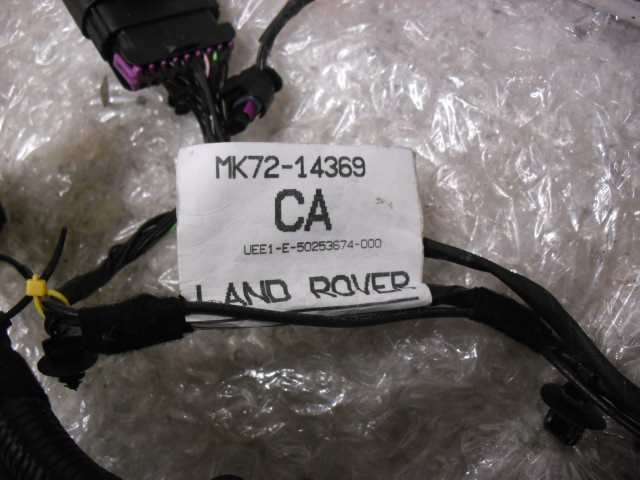 MK72-14369
CA
UEE1-E-50253674-000
LAND ROVER